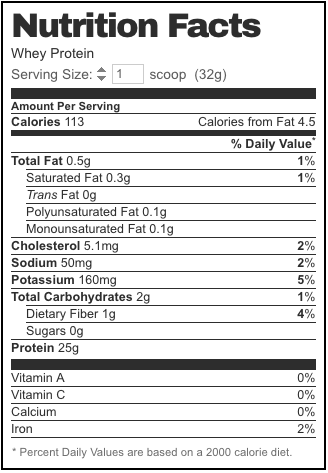 Nutrition Facts
Whey Protein
Serving Size: 1 scoop (32g)
Amount Per Serving
Calories 113 Calories from Fat 4.5
% Daily Value*
Total Fat 0.5g 1%
Saturated Fat 0.3g 1%
Trans Fat 0g
Polyunsaturated Fat 0.1g
Monounsaturated Fat 0.1g
Cholesterol 5.1mg 2%
Sodium 50mg 2%
Potassium 160mg 5%
Total Carbohydrates 2g 1%
Dietary Fiber 1g 4%
Sugars 0g
Protein 25g
Vitamin A 0%
Vitamin C 0%
Calcium 0%
Iron 2%
* Percent Daily Values are based on a 2000 calorie diet.